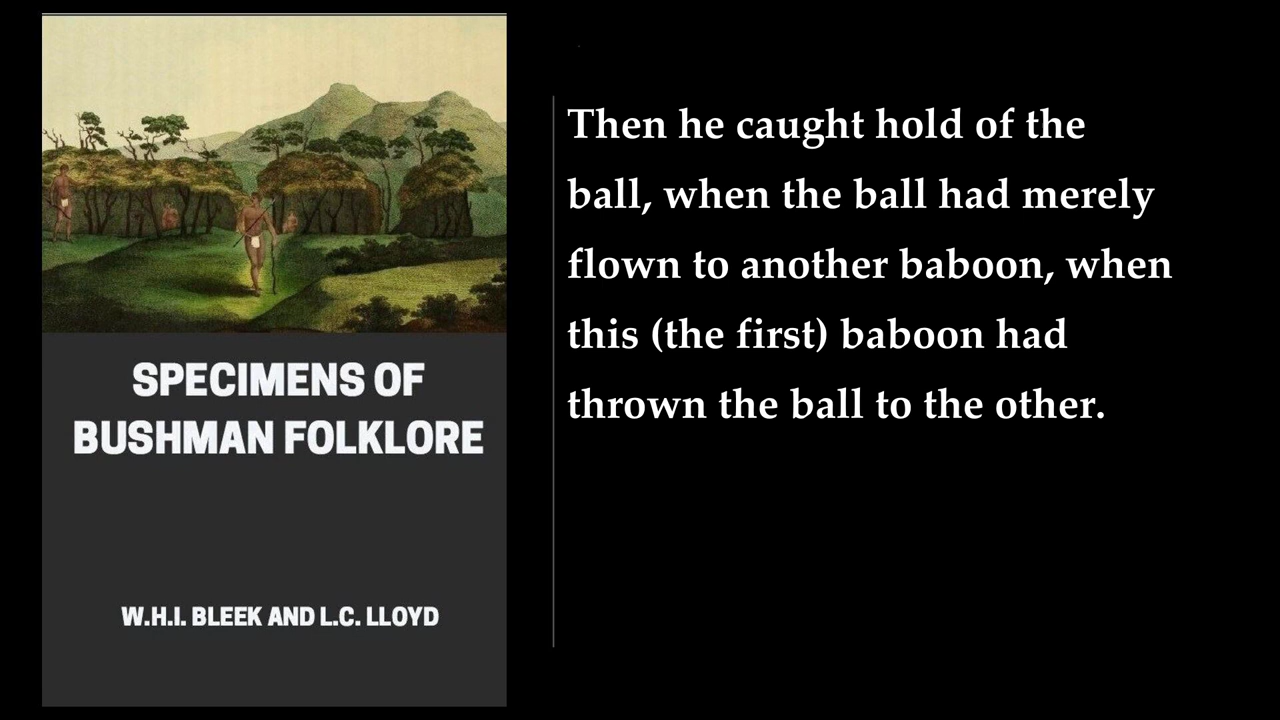 SPECIMENS OF
BUSHMAN FOLKLORE
W.H.I. BLEEK AND L.C. LLOYD
Then he caught hold of the
ball, when the ball had merely
flown to another baboon, when
this (the first) baboon had
thrown the ball to the other.